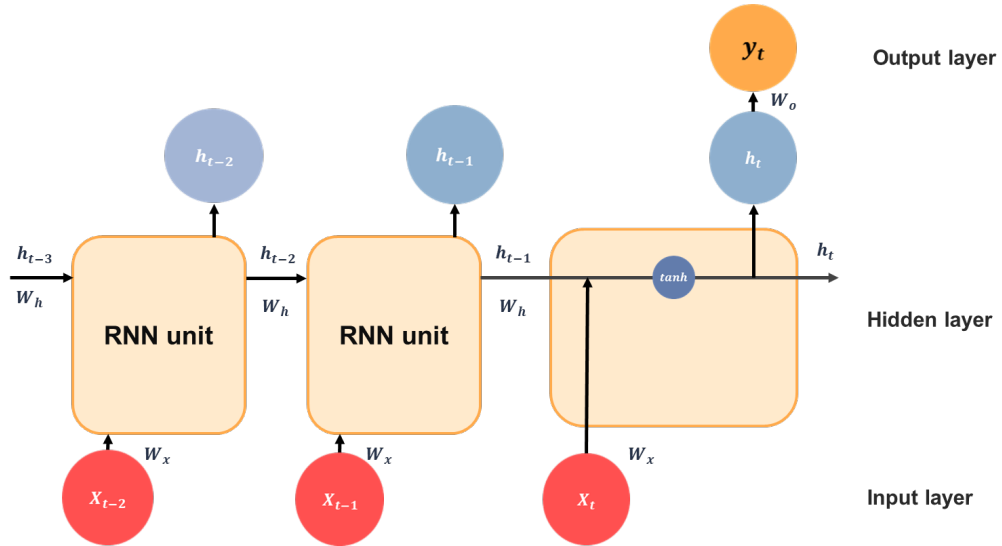 y_t
Output layer
W_o
h_{t-2}
h_{t-1}
h_t
h_{t-3}
h_{t-2}
h_{t-1}
tanh
h_t
W_h
W_h
W_h
RNN unit
RNN unit
Hidden layer
W_x
W_x
W_x
X_{t-2}
X_{t-1}
X_t
Input layer